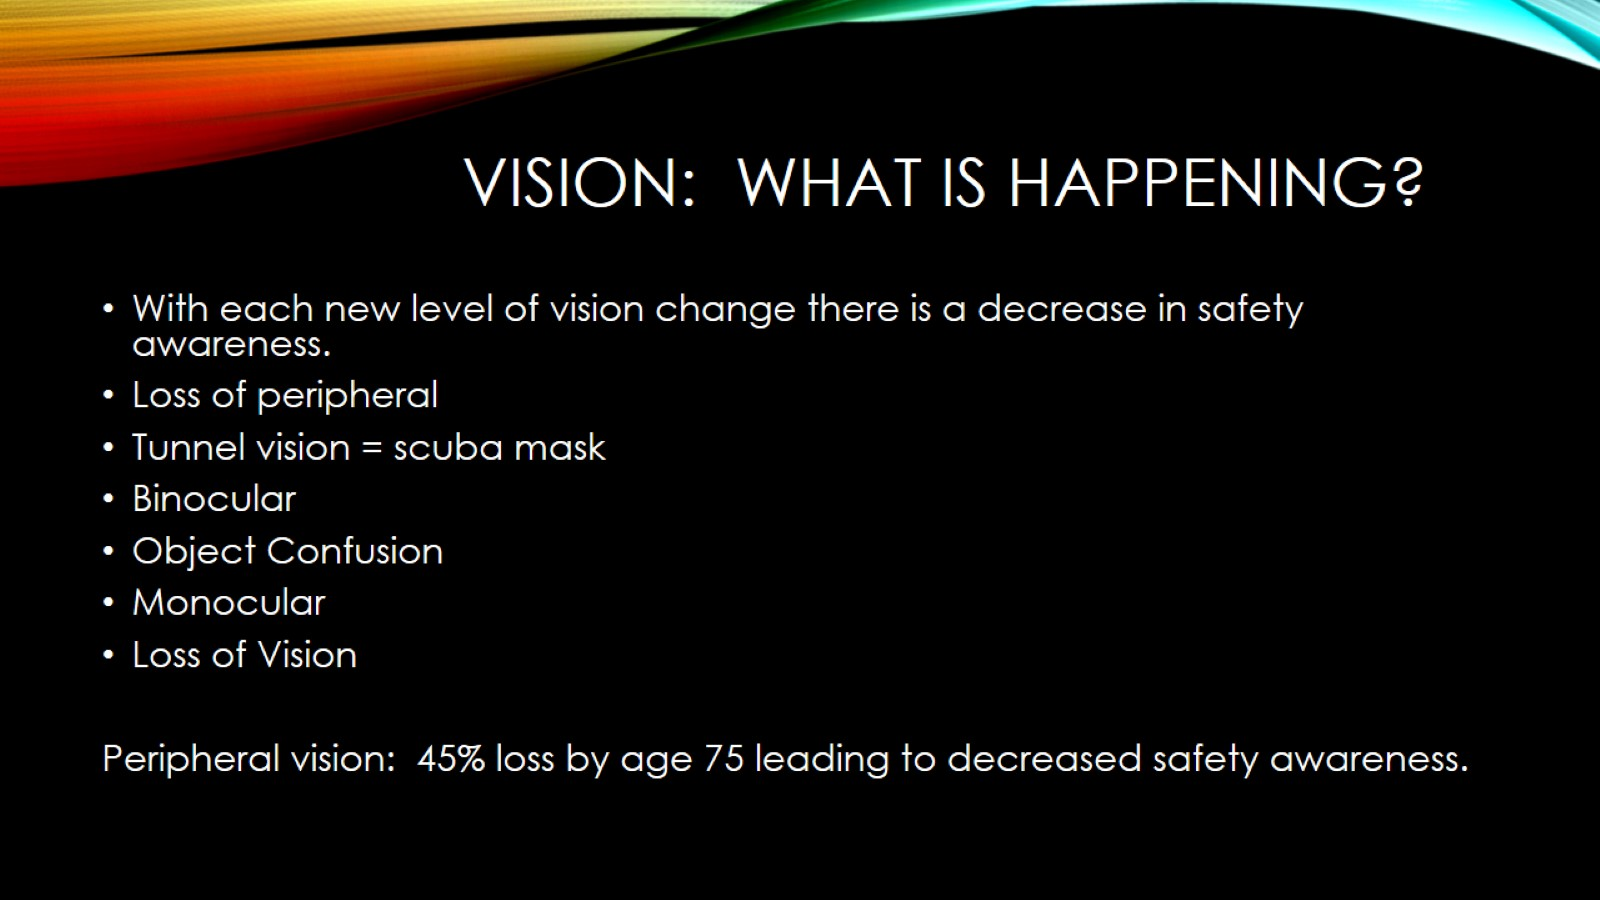 VISION:  WHAT IS HAPPENING?
• With each new level of vision change there is a decrease in safety
awareness.
• Loss of peripheral
• Tunnel vision = scuba mask
• Binocular
• Object Confusion
• Monocular
• Loss of Vision
Peripheral vision:  45% loss by age 75 leading to decreased safety awareness.